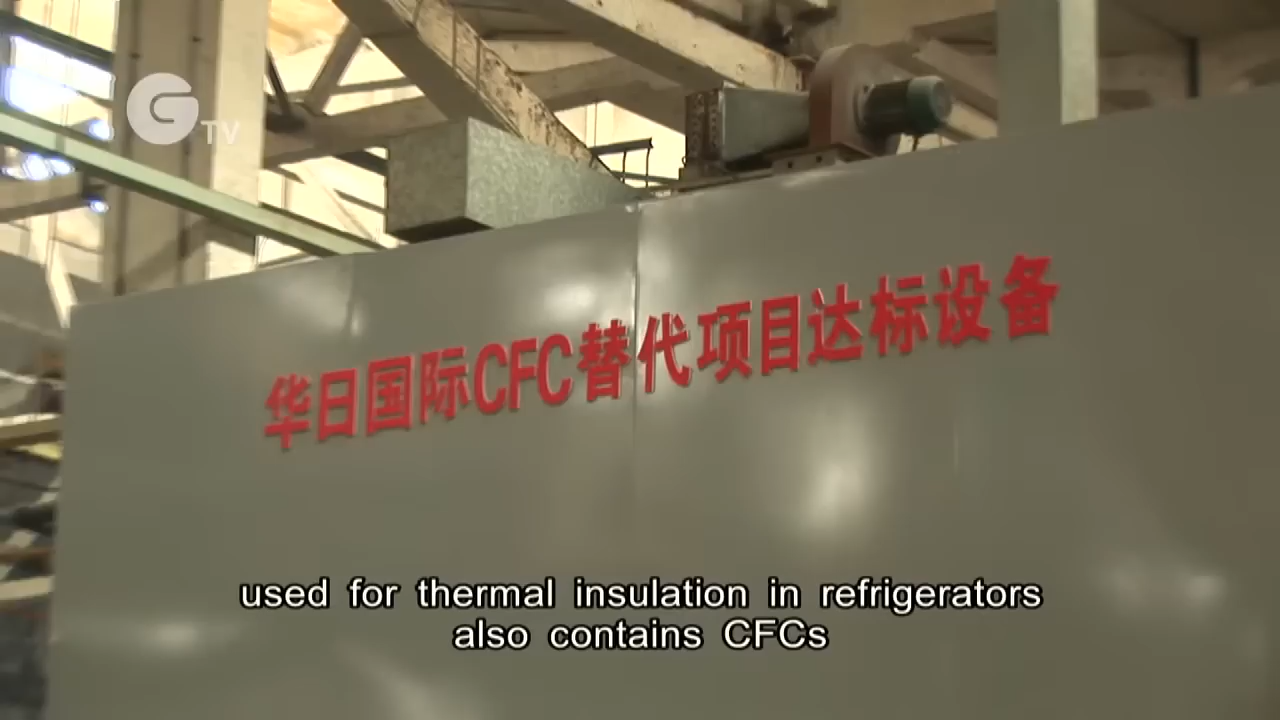 G TV
华日国际CFC替代项目达标设备
used for thermal insulation in refrigerators
also contains CFCs